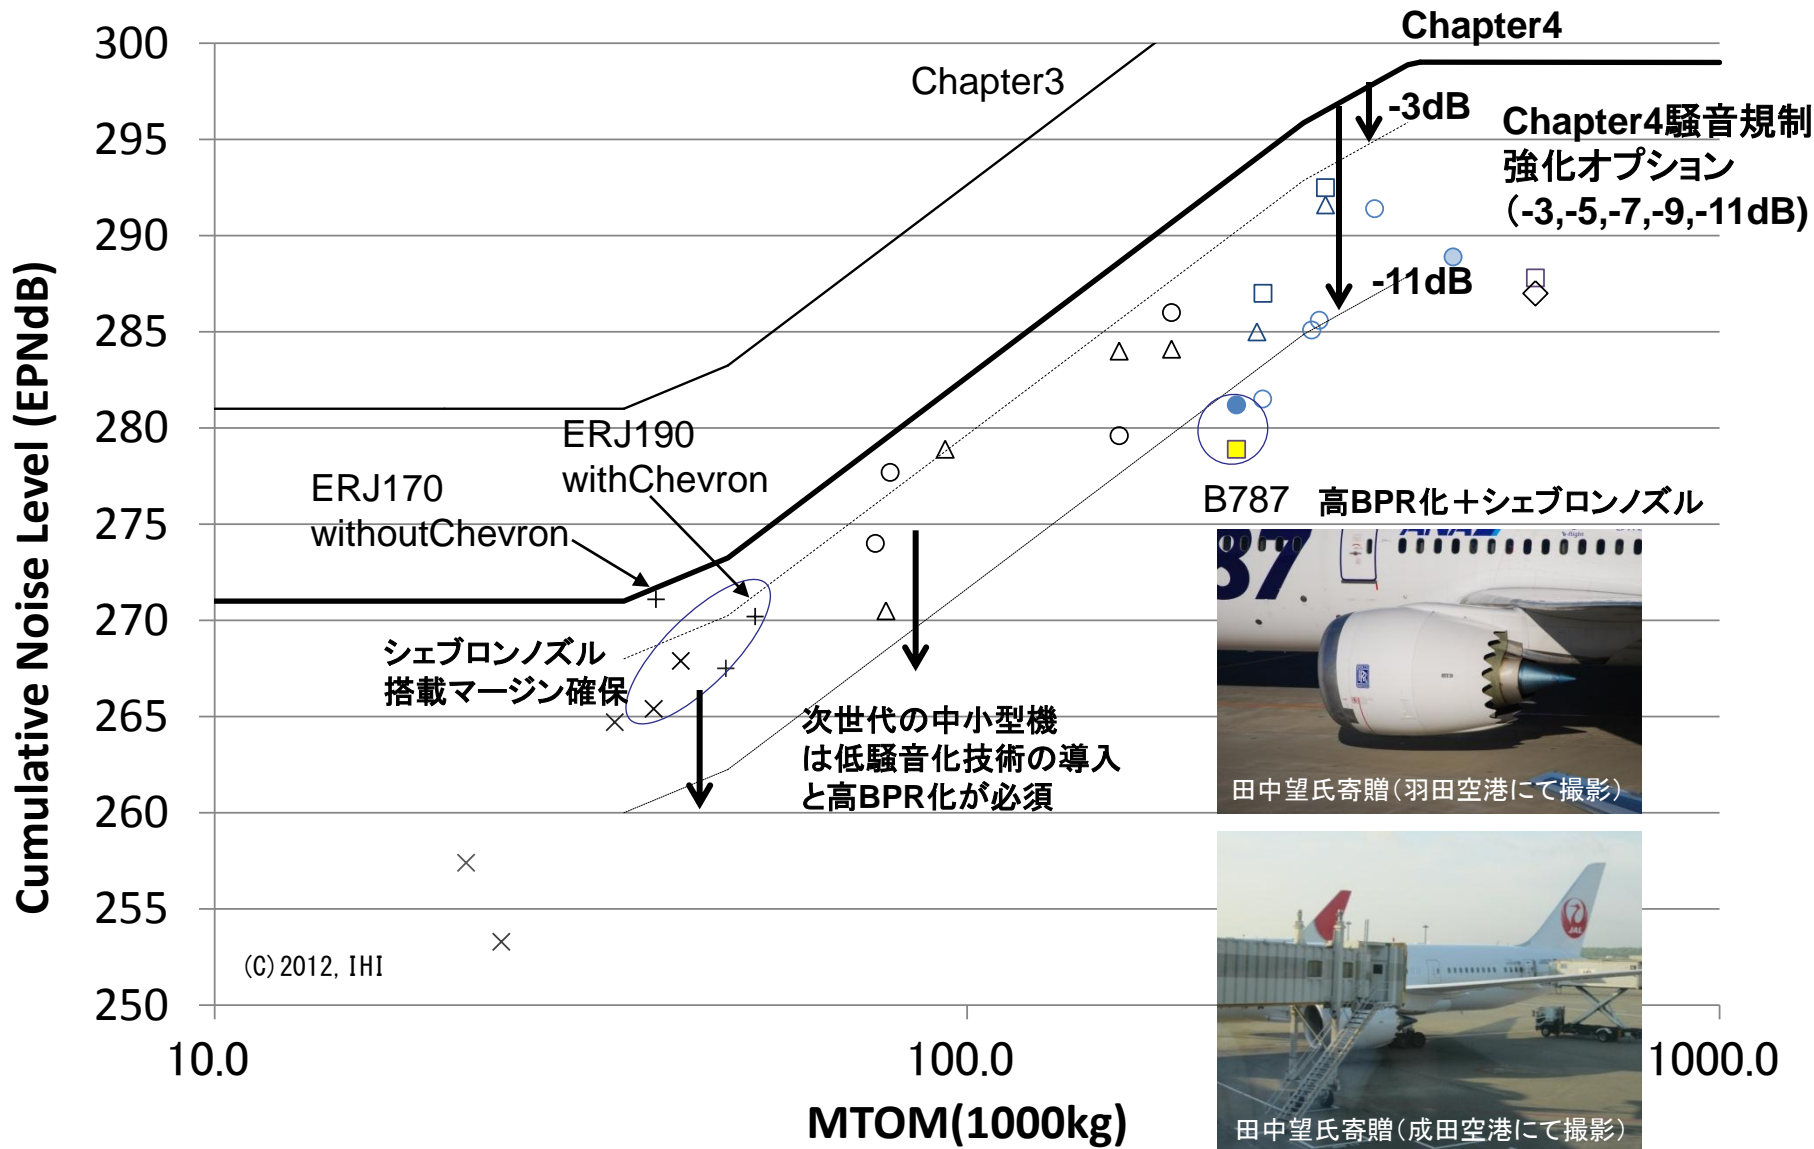 300
295
290
285
280
275
270
265
260
255
250
Cumulative Noise Level (EPNdB)
10.0
100.0
1000.0
MTOM(1000kg)
Chapter3
Chapter4
-3dB
-11dB
Chapter4騒音規制
強化オプション
(-3,-5,-7,-9,-11dB)
ERJ190
withChevron
ERJ170
withoutChevron
シェブロンノズル
搭載マージン確保
次世代の中小型機
は低騒音化技術の導入
と高BPR化が必須
B787 高BPR化+シェブロンノズル
87
ANA
田中望氏寄贈(羽田空港にて撮影)
JAL
田中望氏寄贈(成田空港にて撮影)
(C)2012, IHI